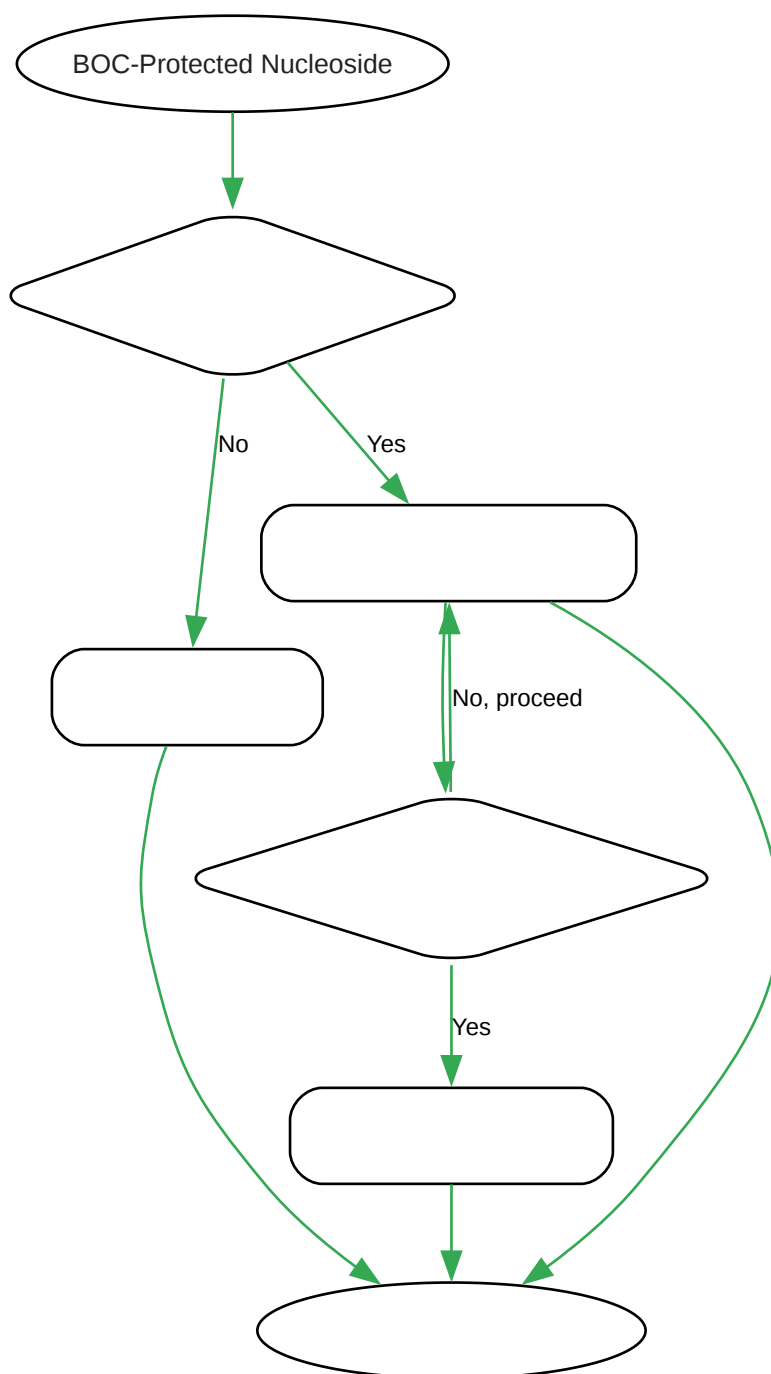 BOC-Protected Nucleoside
No
Yes
No, proceed
Yes